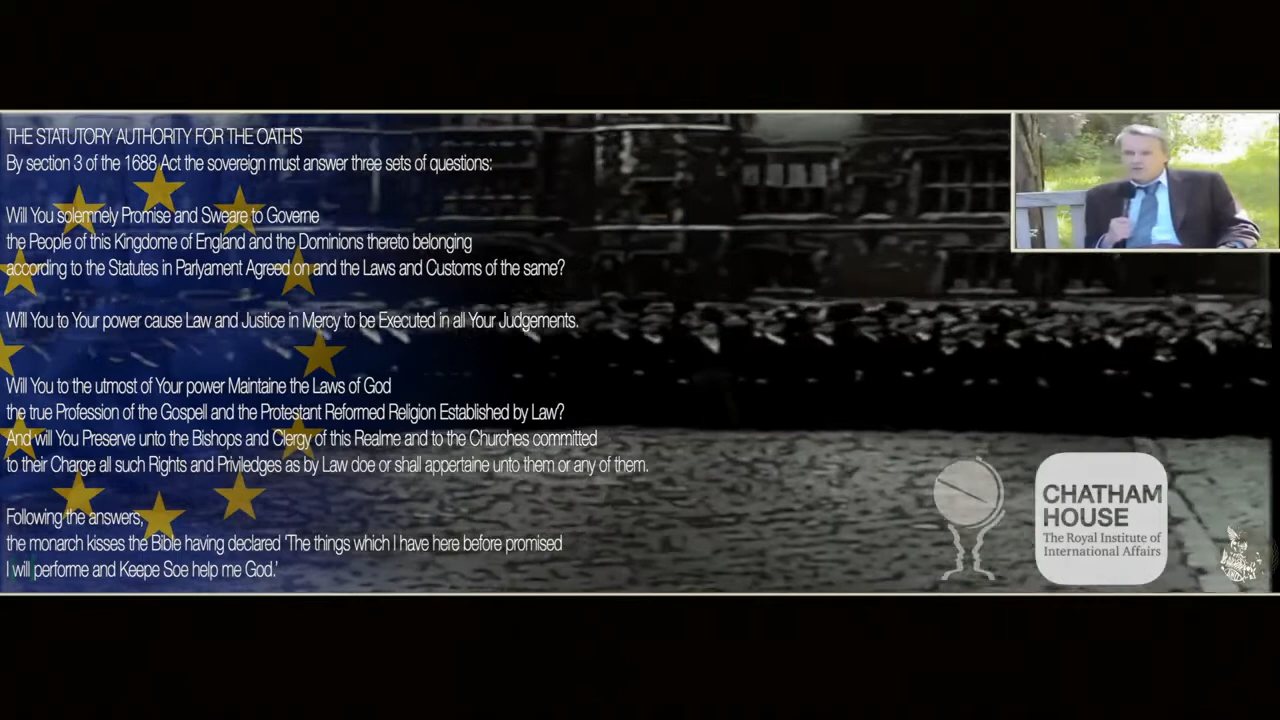 THE STATUTORY AUTHORITY FOR THE OATHS
By section 3 of the 1688 Act the sovereign must answer three sets of questions:
Will You solemnely Promise and Sweare to Governe
the People of this Kingdome of England and the Dominions thereto belonging
according to the Statutes in Parlyament Agreed on and the Laws and Customs of the same?
Will You to Your power cause Law and Justice in Mercy to be Executed in all Your Judgements.
Will You to the utmost of Your power Maintaine the Laws of God
the true Profession of the Gospell and the Protestant Reformed Religion Established by Law?
And will You Preserve unto the Bishops and Clergy of this Realme and to the Churches committed
to their Charge all such Rights and Priviledges as by Law doe or shall appertaine unto them or any of them.
Following the answers,
the monarch kisses the Bible having declared 'The things which I have here before promised
I will performe and Keepe Soe help me God.'
CHATHAM
HOUSE
The Royal Institute of
International Affairs